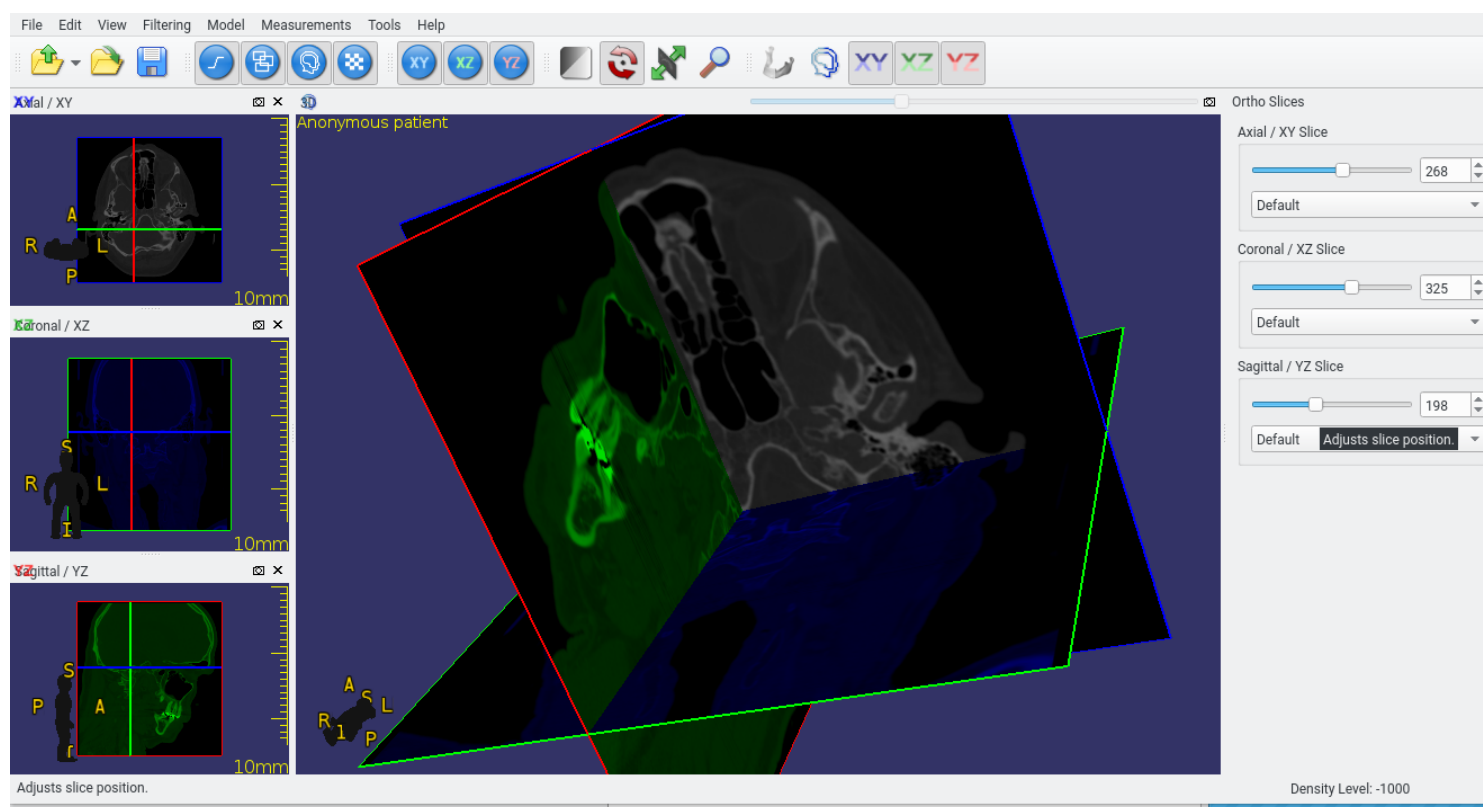 File Edit View Filtering Model Measurements Tools Help
XY XZ YZ XY XZ YZ
Axial / XY
A
R L
P
10mm
Coronal / XZ
S
R L
I
10mm
Sagittal / YZ
S
P A
10mm
3D
Anonymous patient
A
S
L
R
P
Ortho Slices
Axial / XY Slice
268
Default
Coronal / XZ Slice
325
Default
Sagittal / YZ Slice
198
Default Adjusts slice position.
Adjusts slice position.
Density Level: -1000